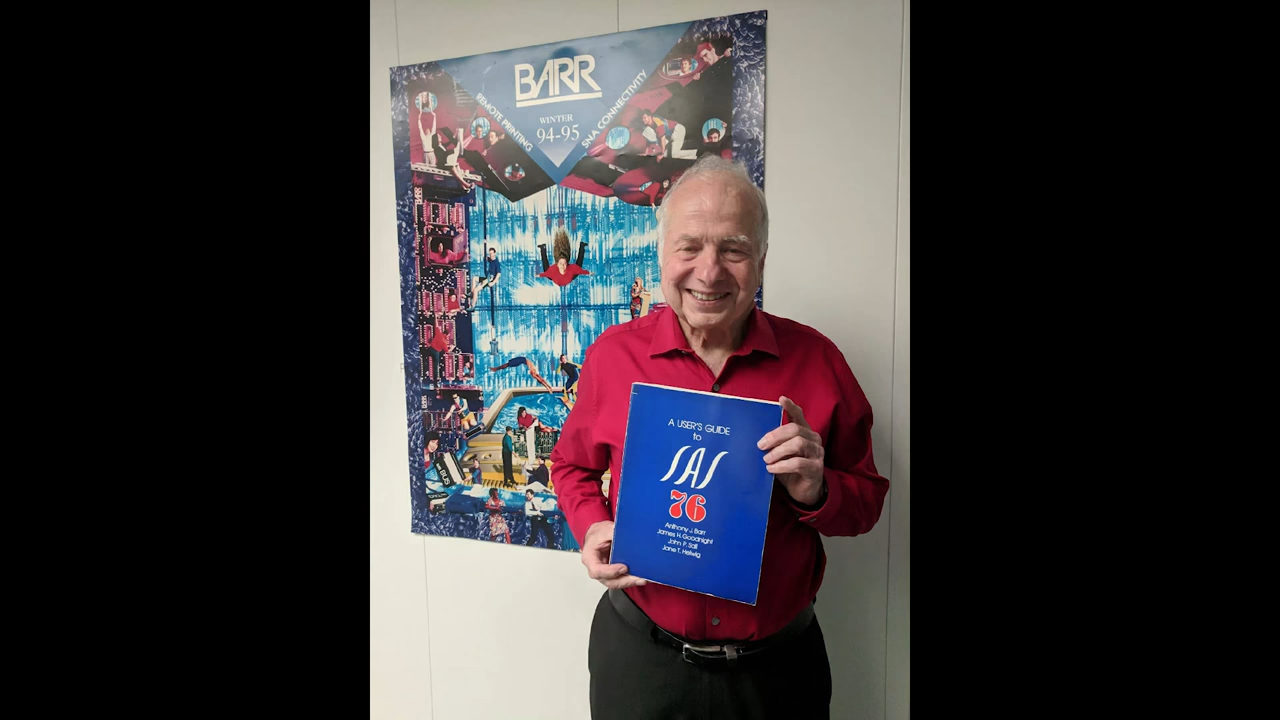 BARR
REMOTE PRINTING
WINTER
94-95
SNA CONNECTIVITY
BARR
A USER'S GUIDE
to
SAS
76
Anthony J. Barr
James H. Goodnight
John P. Sall
Jane T. Helwig